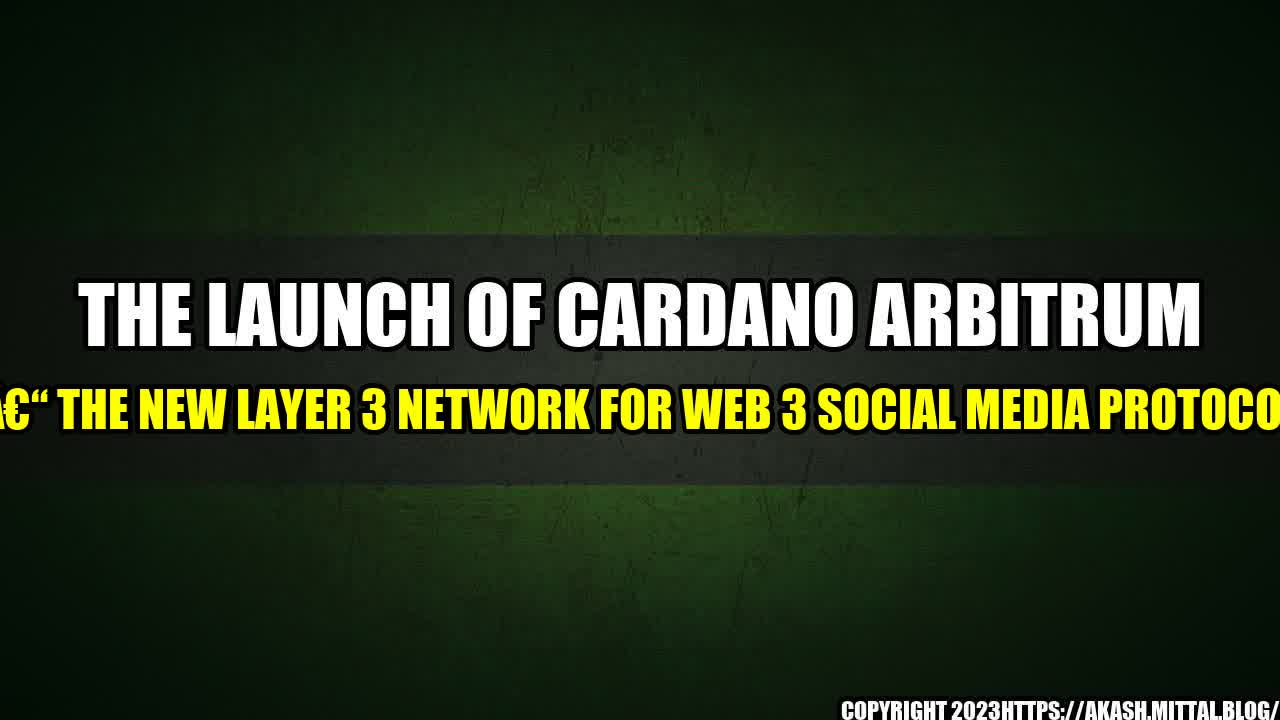 THE LAUNCH OF CARDANO ARBITRUM
€“ THE NEW LAYER 3 NETWORK FOR WEB 3 SOCIAL MEDIA PROTOCO
COPYRIGHT 2023HTTPS://AKASH.MITTAL.BLOG/